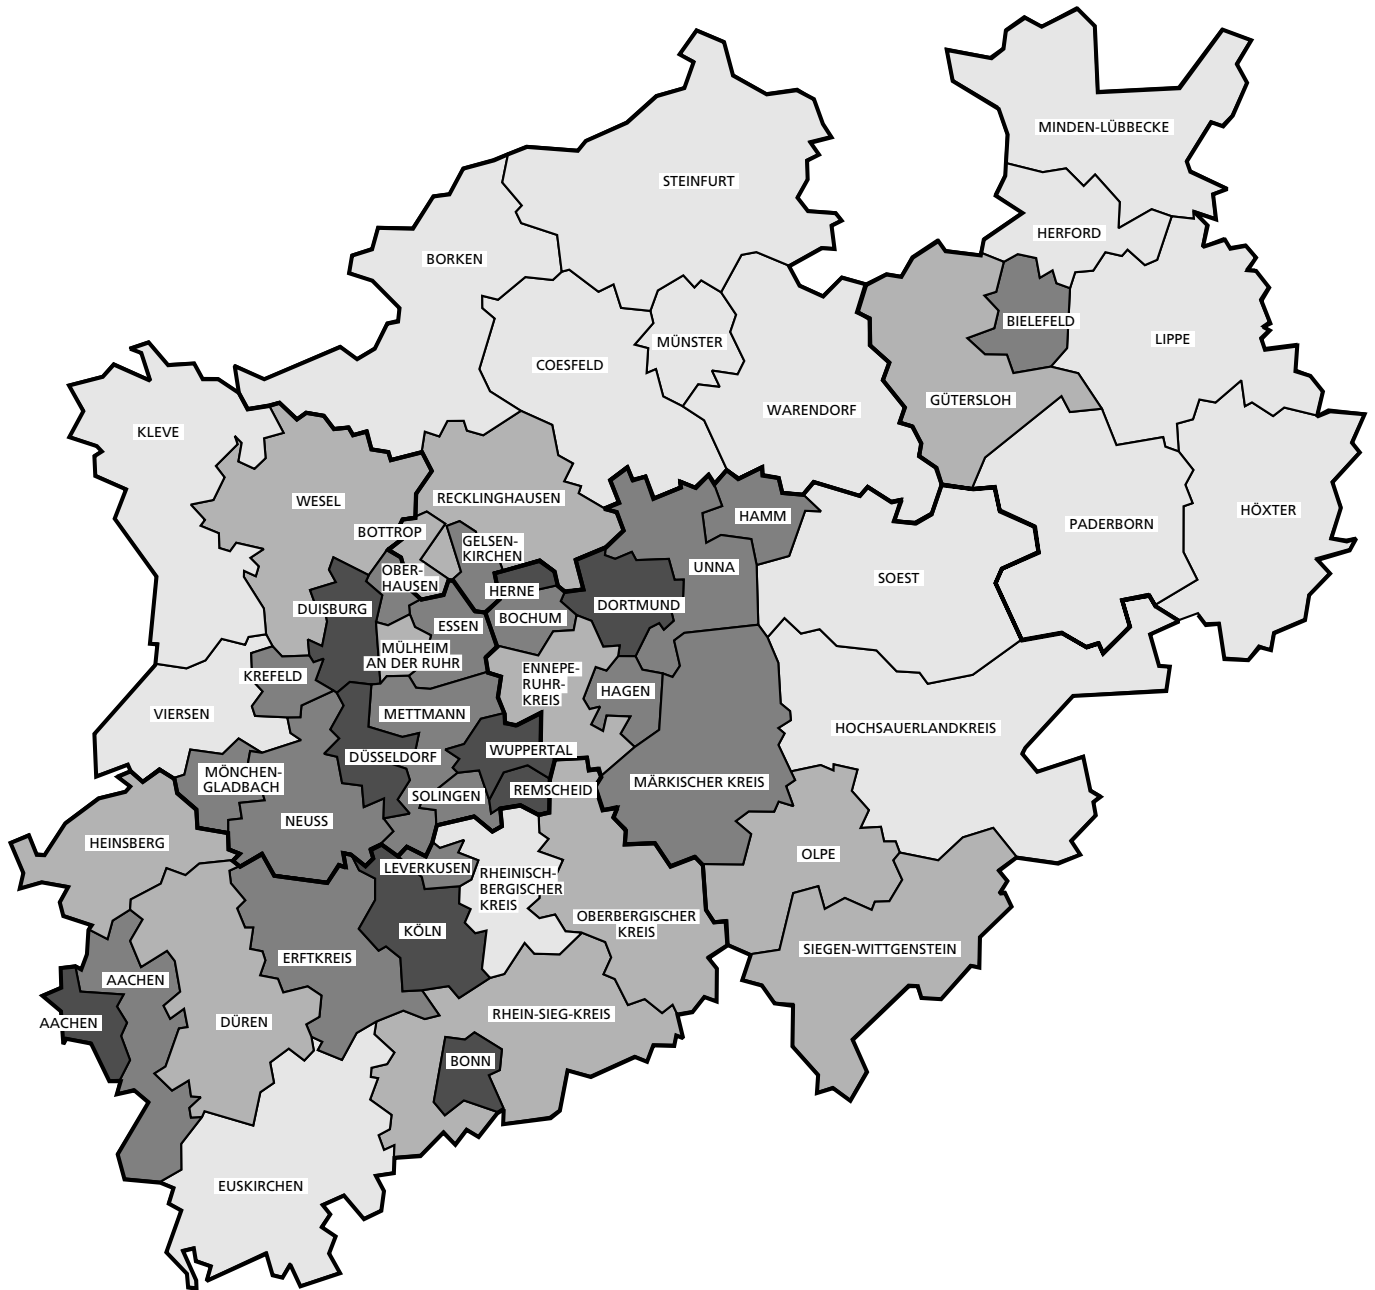 MINDEN-LÜBBECKE
STEINFURT
HERFORD
BORKEN
BIELEFELD
LIPPE
MÜNSTER
COESFELD
GÜTERSLOH
WARENDORF
KLEVE
WESEL
RECKLINGHAUSEN
HÖXTER
HAMM
PADERBORN
BOTTROP
GELSEN-
KIRCHEN
UNNA
SOEST
OBER-
HAUSEN
HERNE
DORTMUND
DUISBURG
BOCHUM
ESSEN
MÜLHEIM
AN DER RUHR
KREFELD
ENNEPE-
RUHR-
KREIS
HAGEN
VIERSEN
METTMANN
HOCHSAUERLANDKREIS
WUPPERTAL
DÜSSELDORF
MÖNCHEN-
GLADBACH
MÄRKISCHER KREIS
REMSCHEID
SOLINGEN
NEUSS
HEINSBERG
OLPE
LEVERKUSEN
RHEINISCH-
BERGISCHER
KREIS
OBERBERGISCHER
KREIS
KÖLN
SIEGEN-WITTGENSTEIN
ERFTKREIS
AACHEN
RHEIN-SIEG-KREIS
AACHEN
DÜREN
BONN
EUSKIRCHEN